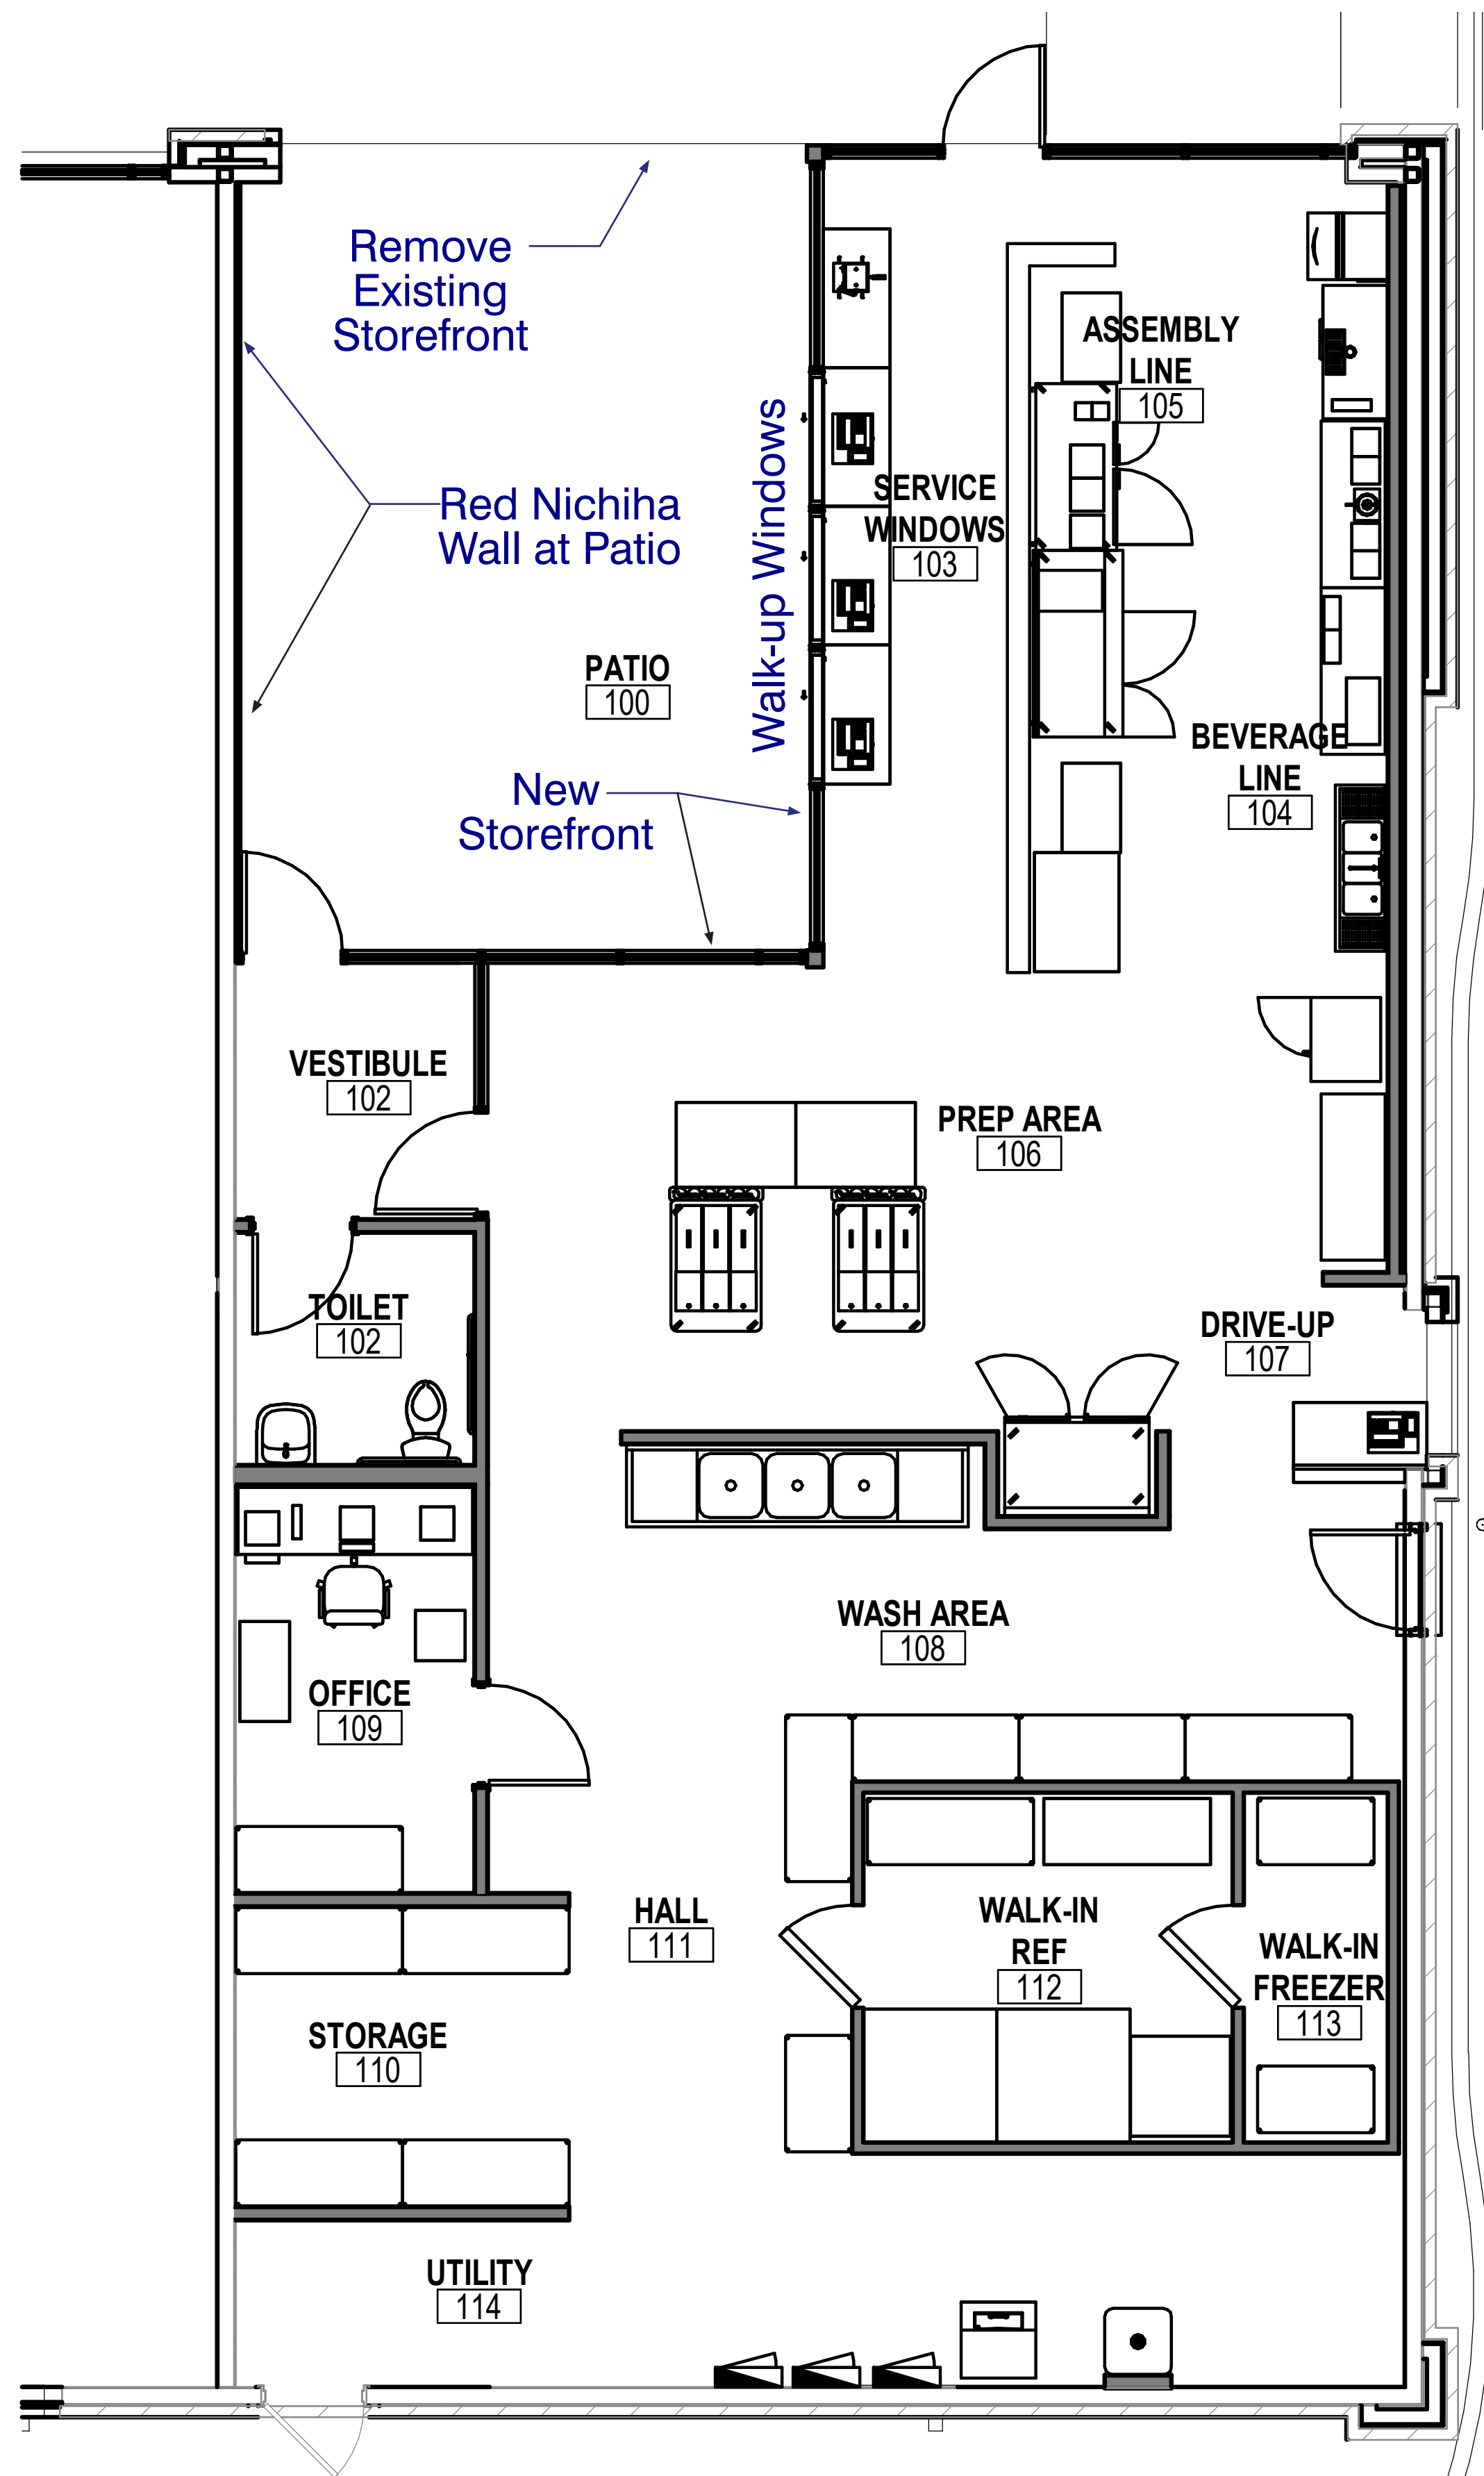 Remove
Existing
Storefront
ASSEMBLY
LINE
105
Walk-up Windows
Red Nichiha
Wall at Patio
SERVICE
WINDOWS
103
PATIO
100
BEVERAGE
LINE
104
New
Storefront
VESTIBULE
102
PREP AREA
106
TOILET
102
DRIVE-UP
107
WASH AREA
108
OFFICE
109
HALL
111
WALK-IN
REF
112
WALK-IN
FREEZER
113
STORAGE
110
UTILITY
114